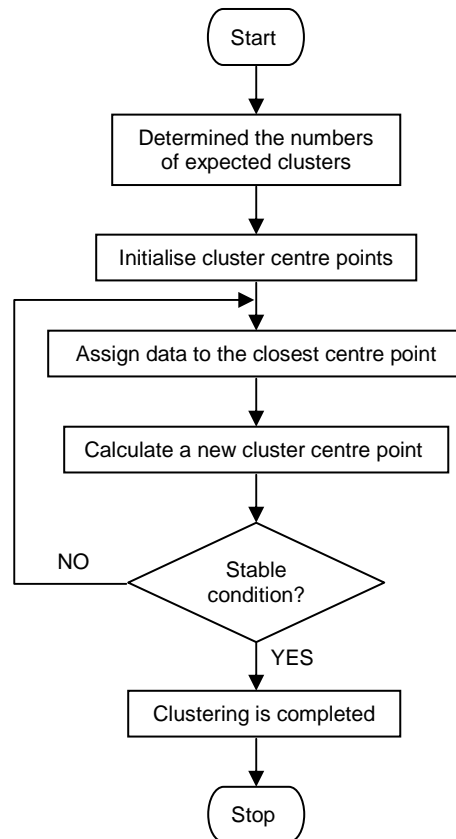 Start
Determined the numbers
of expected clusters
Initialise cluster centre points
Assign data to the closest centre point
Calculate a new cluster centre point
NO
Stable
condition?
YES
Clustering is completed
Stop